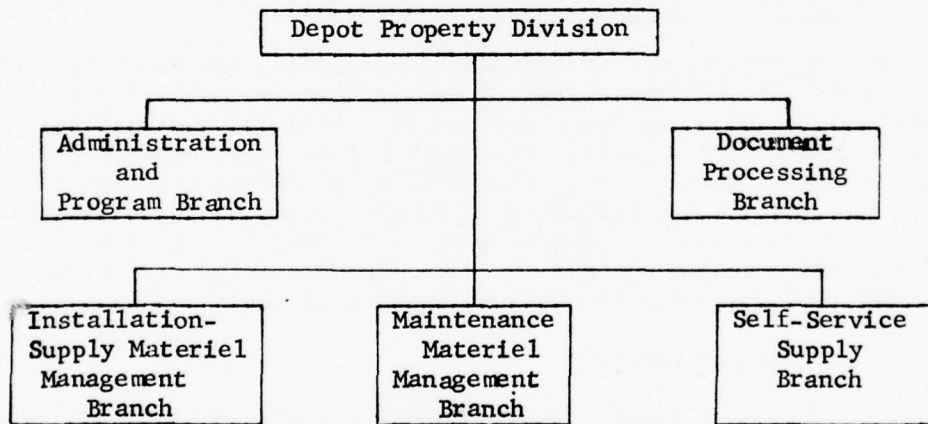 Depot Property Division
Administration
and
Program Branch
Document
Processing
Branch
Installation-
Supply Materiel
Management
Branch
Maintenance
Materiel
Management
Branch
Self-Service
Supply
Branch